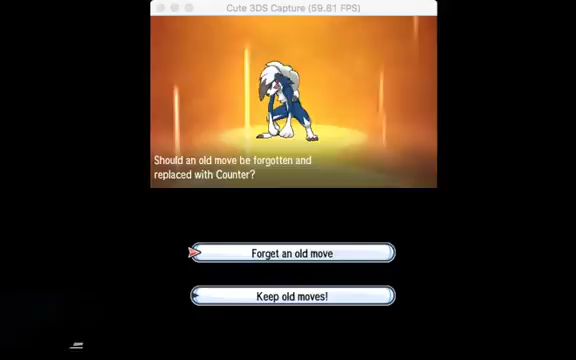 Cute 3DS Capture (59.81 FPS)
Should an old move be forgotten and
replaced with Counter?
Forget an old move
Keep old moves!